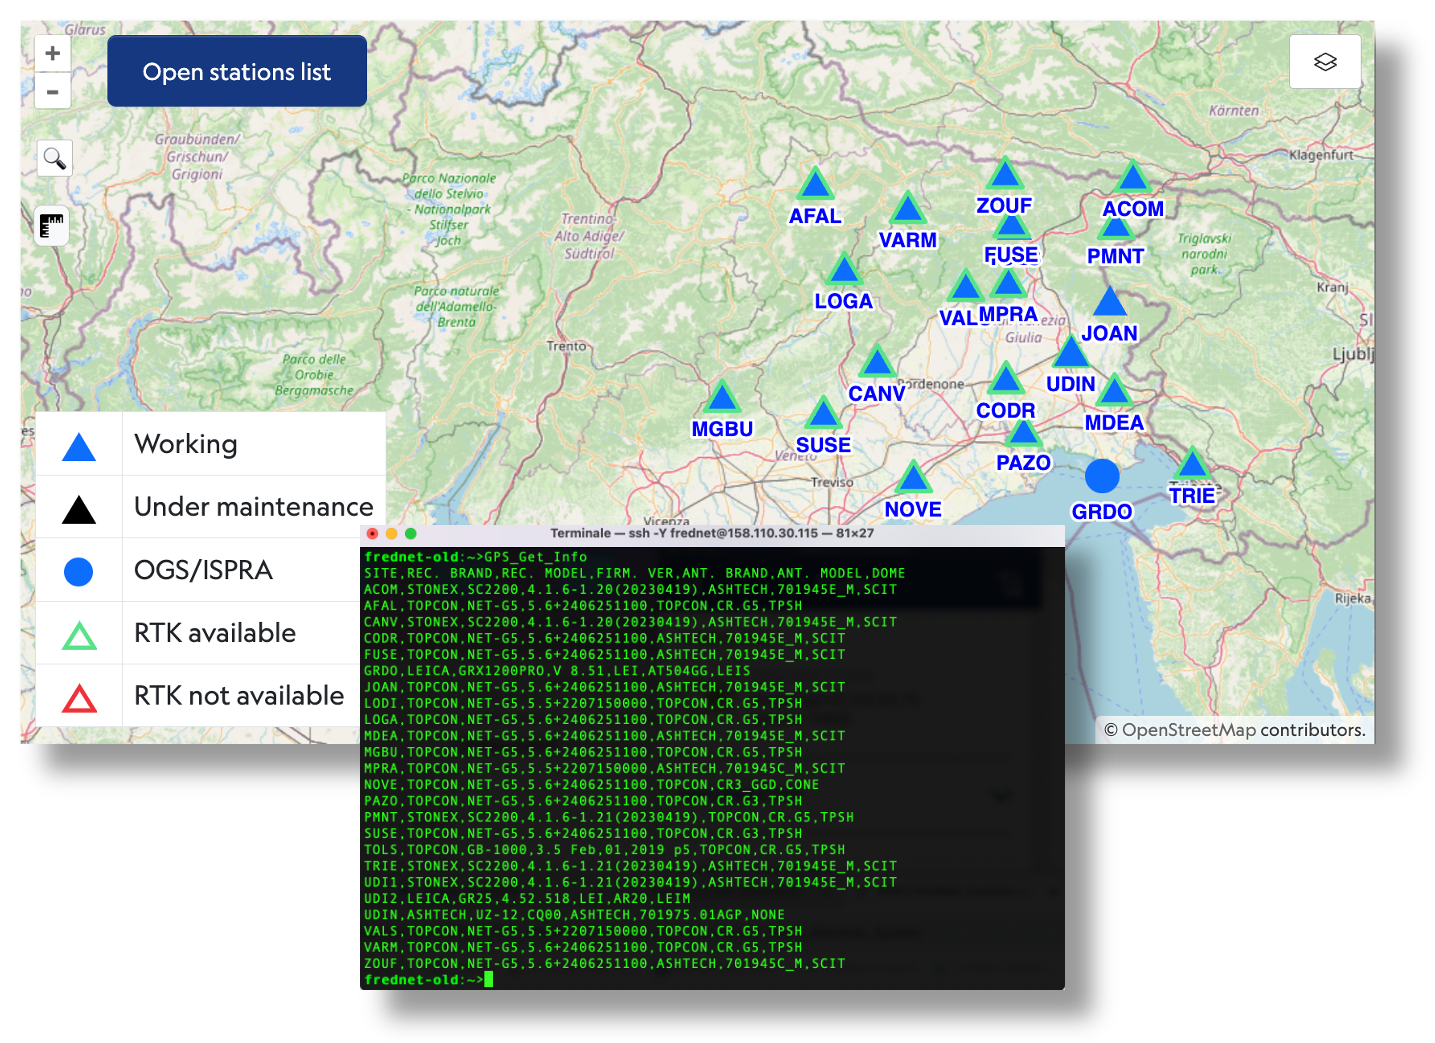 Glarus
+
Open stations list
−
Kärnten
Graubünden/
Grischun/
Grigioni
Klagenfurt
Parco Nazionale
dello Stelvio
- Nationalpark
Stilfser
Joch
AFAL
ZOUF
ACOM
Trentino-
Alto Adige/
Südtirol
VARM
FUSE
PMNT
Triglavski
narodni
park
Parco naturale
dell'Adamello-
Brenta
LOGA
Kranj
VALS
MPRA
Giulia
JOAN
Trento
Parco delle
Orobie
Bergamasche
UDIN
Pordenone
CANV
CODR
MDEA
MGBU
SUSE
Veneto
PAZO
Treviso
NOVE
GRDO
Trieste
TRIE
Vicenza
Rijeka
Working
Under maintenance
OGS/ISPRA
RTK available
RTK not available
© OpenStreetMap contributors.
Terminale — ssh -Y frednet@158.110.30.115 — 81×27
frednet-old:~>GPS_Get_Info
SITE,REC. BRAND,REC. MODEL,FIRM. VER,ANT. BRAND,ANT. MODEL,DOME
ACOM,STONEX,SC2200,4.1.6-1.20(20230419),ASHTECH,701945E_M,SCIT
AFAL,TOPCON,NET-G5,5.6+2406251100,TOPCON,CR.G5,TPSH
CANV,STONEX,SC2200,4.1.6-1.20(20230419),ASHTECH,701945E_M,SCIT
CODR,TOPCON,NET-G5,5.6+2406251100,ASHTECH,701945E_M,SCIT
FUSE,TOPCON,NET-G5,5.6+2406251100,ASHTECH,701945E_M,SCIT
GRDO,LEICA,GRX1200PRO,V 8.51,LEI,AT504GG,LEIS
JOAN,TOPCON,NET-G5,5.6+2406251100,ASHTECH,701945E_M,SCIT
LODI,TOPCON,NET-G5,5.5+2207150000,TOPCON,CR.G5,TPSH
LOGA,TOPCON,NET-G5,5.6+2406251100,TOPCON,CR.G5,TPSH
MDEA,TOPCON,NET-G5,5.6+2406251100,ASHTECH,701945E_M,SCIT
MGBU,TOPCON,NET-G5,5.6+2406251100,TOPCON,CR.G5,TPSH
MPRA,TOPCON,NET-G5,5.5+2207150000,ASHTECH,701945C_M,SCIT
NOVE,TOPCON,NET-G5,5.6+2406251100,TOPCON,CR3_GGD,CONE
PAZO,TOPCON,NET-G5,5.6+2406251100,TOPCON,CR.G3,TPSH
PMNT,STONEX,SC2200,4.1.6-1.21(20230419),TOPCON,CR.G5,TPSH
SUSE,TOPCON,NET-G5,5.6+2406251100,TOPCON,CR.G3,TPSH
TOLS,TOPCON,GB-1000,3.5 Feb,01,2019 p5,TOPCON,CR.G5,TPSH
TRIE,STONEX,SC2200,4.1.6-1.21(20230419),ASHTECH,701945E_M,SCIT
UDI1,STONEX,SC2200,4.1.6-1.21(20230419),ASHTECH,701945E_M,SCIT
UDI2,LEICA,GR25,4.52.518,LEI,AR20,LEIM
UDIN,ASHTECH,UZ-12,CQ00,ASHTECH,701975.01AGP,NONE
VALS,TOPCON,NET-G5,5.5+2207150000,TOPCON,CR.G5,TPSH
VARM,TOPCON,NET-G5,5.6+2406251100,TOPCON,CR.G5,TPSH
ZOUF,TOPCON,NET-G5,5.6+2406251100,ASHTECH,701945C_M,SCIT
frednet-old:~>